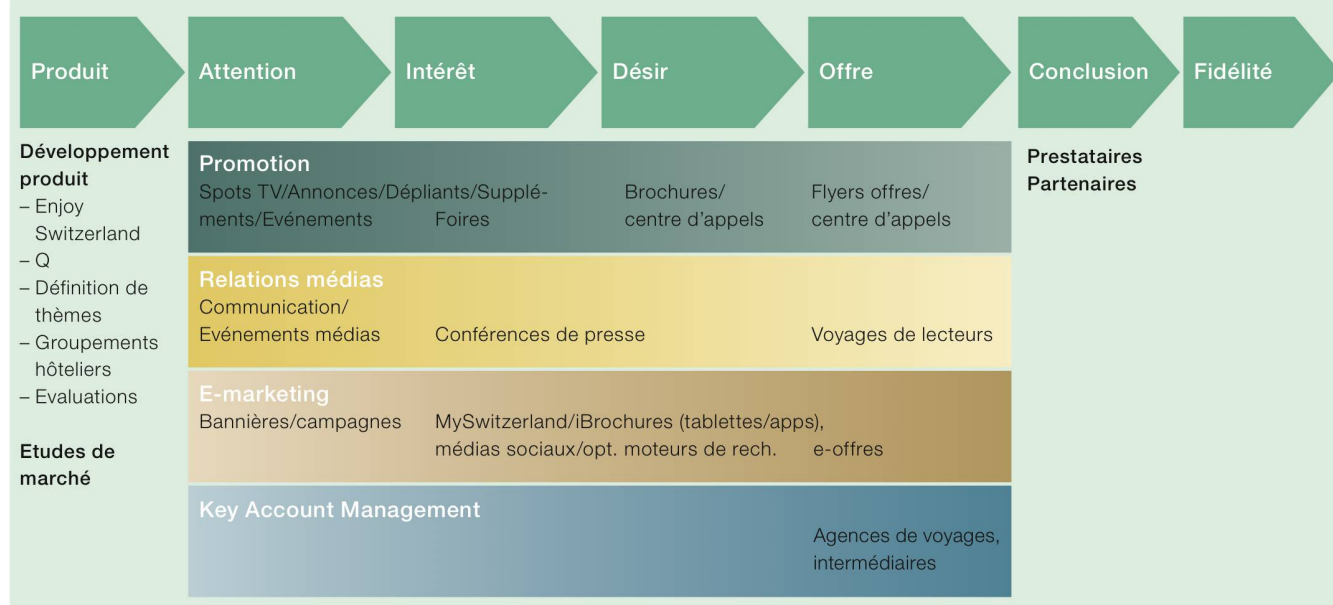 Produit
Attention
Intérêt
Désir
Offre
Conclusion
Fidélité
Développement
produit
– Enjoy
Switzerland
– Q
– Définition de
thèmes
– Groupements
hôteliers
– Evaluations
Etudes de
marché
Promotion
Spots TV/Annonces/Dépliants/Supplé-
ments/Evénements
Foires
Brochures/
centre d’appels
Flyers offres/
centre d’appels
Relations médias
Communication/
Evénements médias
Conférences de presse
Voyages de lecteurs
E-marketing
Bannières/campagnes
MySwitzerland/iBrochures (tablettes/apps),
médias sociaux/opt. moteurs de rech.
e-offres
Key Account Management
Agences de voyages,
intermédiaires
Prestataires
Partenaires